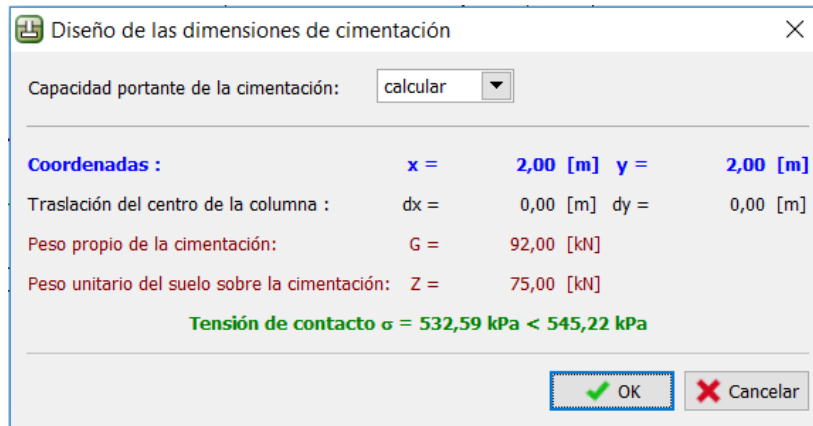 Diseño de las dimensiones de cimentación
Capacidad portante de la cimentación: calcular
Coordenadas : x = 2,00 [m] y = 2,00 [m]
Traslación del centro de la columna : dx = 0,00 [m] dy = 0,00 [m]
Peso propio de la cimentación: G = 92,00 [kN]
Peso unitario del suelo sobre la cimentación: Z = 75,00 [kN]
Tensión de contacto σ = 532,59 kPa < 545,22 kPa
OK Cancelar